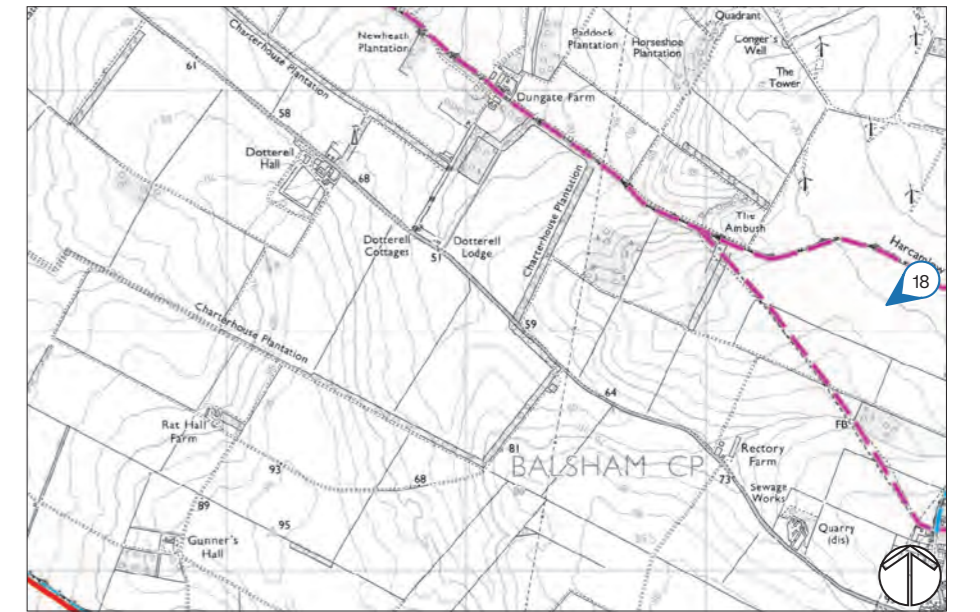 Quadrant
Newheath
Plantation
Paddock
Plantation
Horseshoe
Plantation
Conger's
Well
Charterhouse Plantation
61
The
Tower
Dungate Farm
58
Dotterell
Hall
68
The
Ambush
Charterhouse Plantation
Dotterell
Cottages
51
Dotterell
Lodge
18
Charterhouse Plantation
59
64
Rat Hall
Farm
FB
81
BALSHAM CP
Rectory
Farm
93
68
73
Sewage
Works
89
95
Quarry
(dis)
Gunner's
Hall